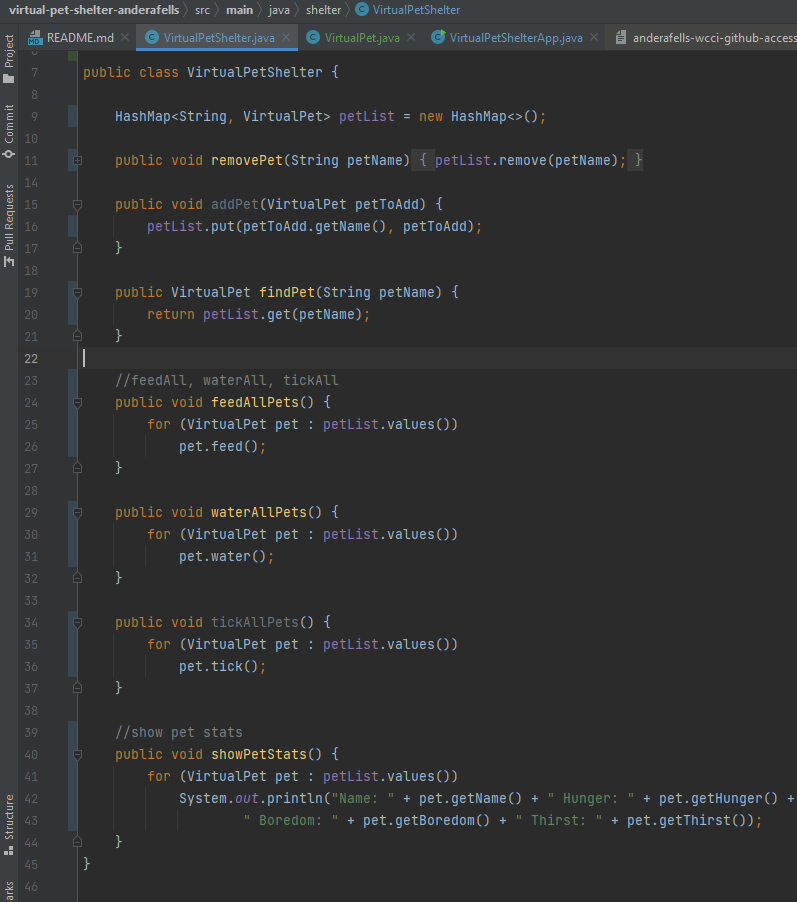 virtual-pet-shelter-anderafells > src > main > java > shelter > VirtualPetShelter
README.md VirtualPetShelter.java VirtualPet.java VirtualPetShelterApp.java anderafells-wcci-github-access
Project
Commit
Pull Requests
Structure
7 public class VirtualPetShelter {
8
9 HashMap<String, VirtualPet> petList = new HashMap<>();
10
11 public void removePet(String petName) { petList.remove(petName); }
14
15 public void addPet(VirtualPet petToAdd) {
16 petList.put(petToAdd.getName(), petToAdd);
17 }
18
19 public VirtualPet findPet(String petName) {
20 return petList.get(petName);
21 }
22
23 //feedAll, waterAll, tickAll
24 public void feedAllPets() {
25 for (VirtualPet pet : petList.values())
26 pet.feed();
27 }
28
29 public void waterAllPets() {
30 for (VirtualPet pet : petList.values())
31 pet.water();
32 }
33
34 public void tickAllPets() {
35 for (VirtualPet pet : petList.values())
36 pet.tick();
37 }
38
39 //show pet stats
40 public void showPetStats() {
41 for (VirtualPet pet : petList.values())
42 System.out.println("Name: " + pet.getName() + " Hunger: " + pet.getHunger() +
43 " Boredom: " + pet.getBoredom() + " Thirst: " + pet.getThirst());
44 }
45 }
46